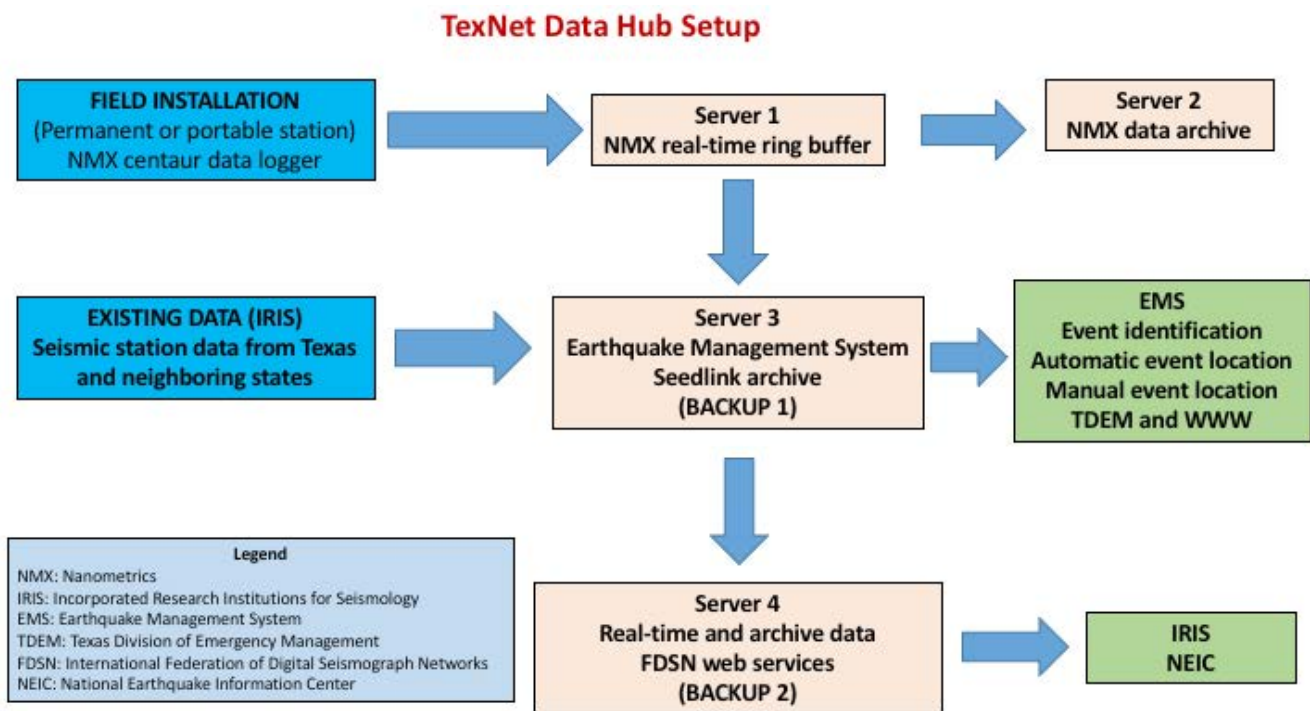 TexNet Data Hub Setup
FIELD INSTALLATION
(Permanent or portable station)
NMX centaur data logger
Server 1
NMX real-time ring buffer
Server 2
NMX data archive
EXISTING DATA (IRIS)
Seismic station data from Texas
and neighboring states
Server 3
Earthquake Management System
Seedlink archive
(BACKUP 1)
EMS
Event identification
Automatic event location
Manual event location
TDEM and WWW
Legend
NMX: Nanometrics
IRIS: Incorporated Research Institutions for Seismology
EMS: Earthquake Management System
TDEM: Texas Division of Emergency Management
FDSN: International Federation of Digital Seismograph Networks
NEIC: National Earthquake Information Center
Server 4
Real-time and archive data
FDSN web services
(BACKUP 2)
IRIS
NEIC